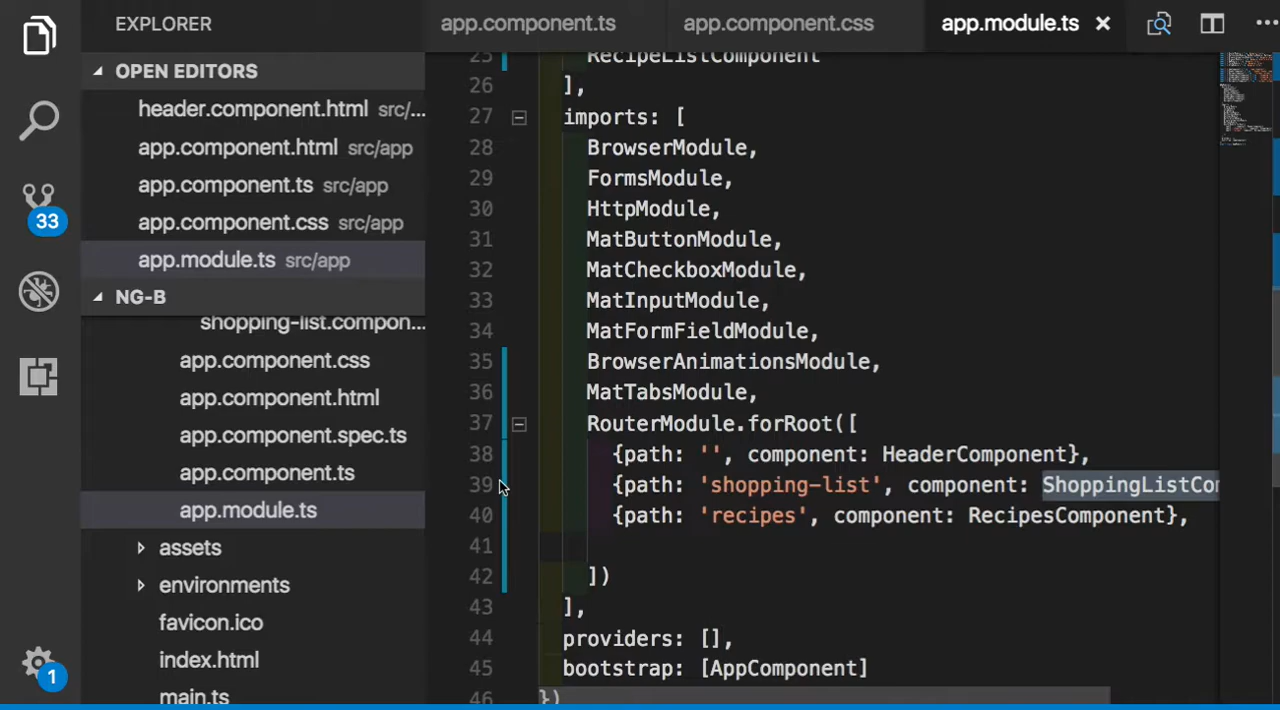 EXPLORER
OPEN EDITORS
header.component.html src/...
app.component.html src/app
app.component.ts src/app
app.component.css src/app
app.module.ts src/app
NG-B
shopping-list.compon...
app.component.css
app.component.html
app.component.spec.ts
app.component.ts
app.module.ts
assets
environments
favicon.ico
index.html
main.ts
33
1
app.component.ts app.component.css app.module.ts
25 RecipeListComponent
26 ],
27 imports: [
28 BrowserModule,
29 FormsModule,
30 HttpModule,
31 MatButtonModule,
32 MatCheckboxModule,
33 MatInputModule,
34 MatFormFieldModule,
35 BrowserAnimationsModule,
36 MatTabsModule,
37 RouterModule.forRoot([
38 {path: '', component: HeaderComponent},
39 {path: 'shopping-list', component: ShoppingListCo
40 {path: 'recipes', component: RecipesComponent},
41
42 ])
43 ],
44 providers: [],
45 bootstrap: [AppComponent]
46 })